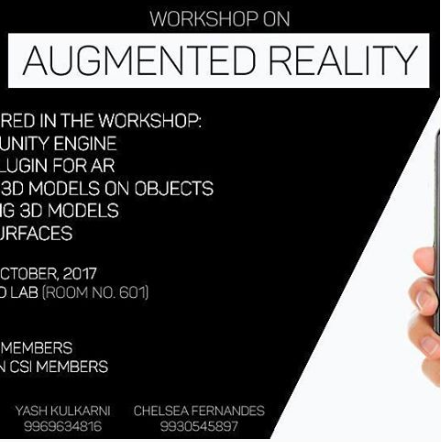 WORKSHOP ON
AUGMENTED REALITY
RED IN THE WORKSHOP:
UNITY ENGINE
LUGIN FOR AR
3D MODELS ON OBJECTS
G 3D MODELS
URFACES
CTOBER, 2017
O LAB (ROOM NO. 601)
MEMBERS
N CSI MEMBERS
YASH KULKARNI CHELSEA FERNANDES
9969634816 9930545897